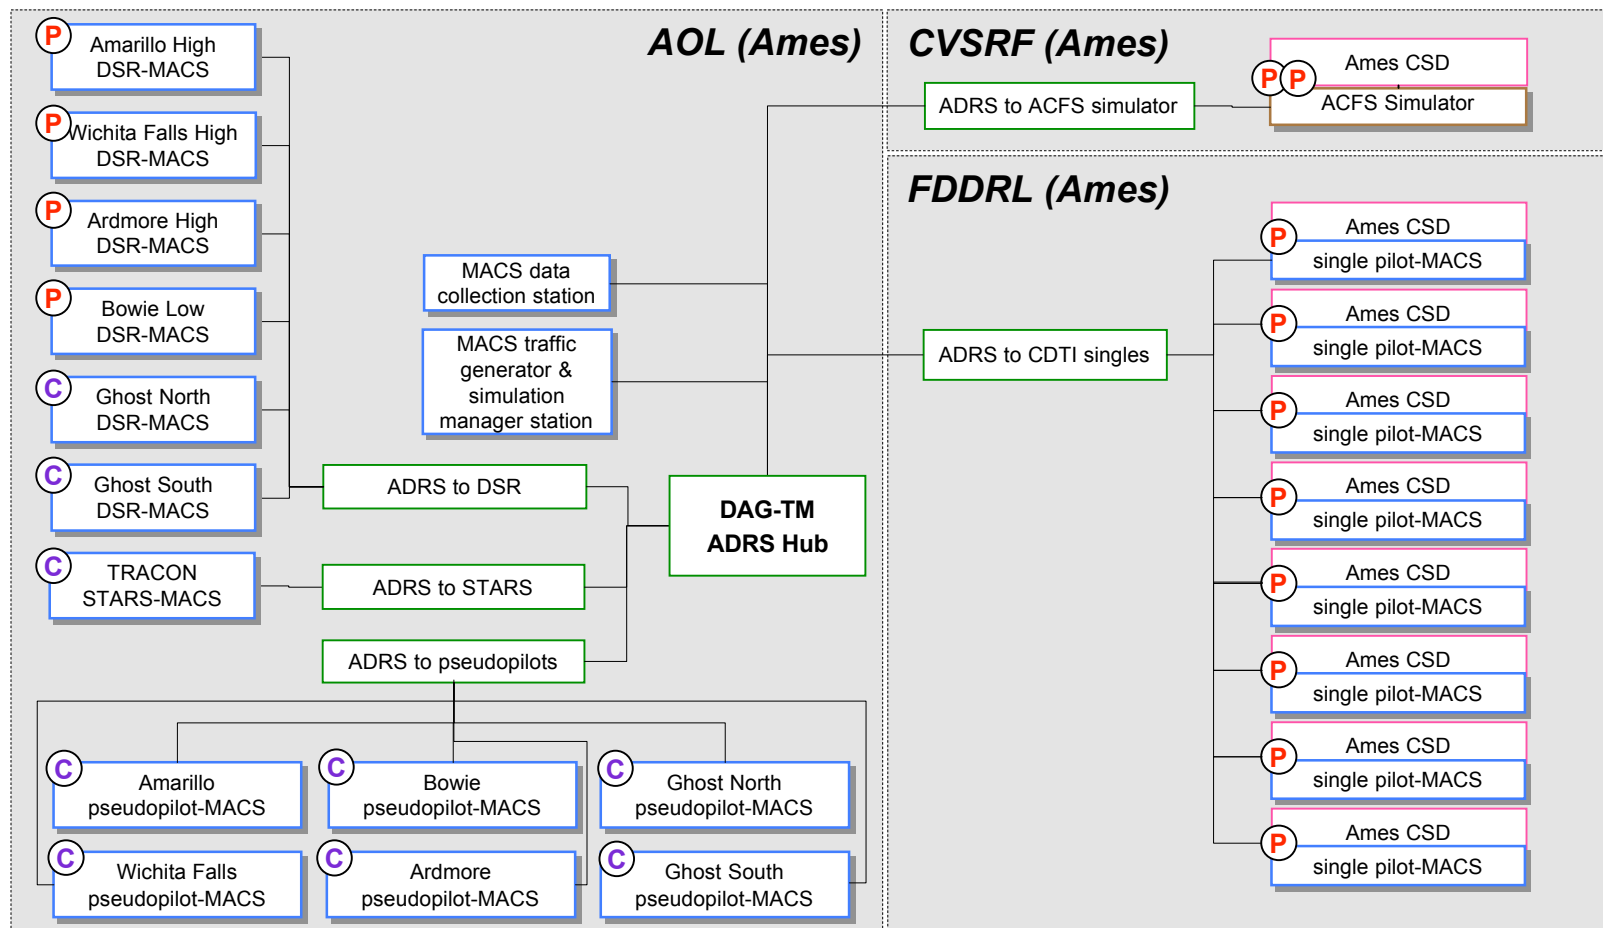 AOL (Ames)
P
Amarillo High
DSR-MACS
P
Wichita Falls High
DSR-MACS
P
Ardmore High
DSR-MACS
P
Bowie Low
DSR-MACS
C
Ghost North
DSR-MACS
C
Ghost South
DSR-MACS
C
TRACON
STARS-MACS
MACS data
collection station
MACS traffic
generator &
simulation
manager station
ADRS to DSR
ADRS to STARS
ADRS to pseudopilots
DAG-TM
ADRS Hub
C
Amarillo
pseudopilot-MACS
C
Bowie
pseudopilot-MACS
C
Ghost North
pseudopilot-MACS
C
Wichita Falls
pseudopilot-MACS
C
Ardmore
pseudopilot-MACS
C
Ghost South
pseudopilot-MACS
CVSRF (Ames)
ADRS to ACFS simulator
P P
Ames CSD
ACFS Simulator
FDDRL (Ames)
ADRS to CDTI singles
P
Ames CSD
single pilot-MACS
P
Ames CSD
single pilot-MACS
P
Ames CSD
single pilot-MACS
P
Ames CSD
single pilot-MACS
P
Ames CSD
single pilot-MACS
P
Ames CSD
single pilot-MACS
P
Ames CSD
single pilot-MACS
P
Ames CSD
single pilot-MACS